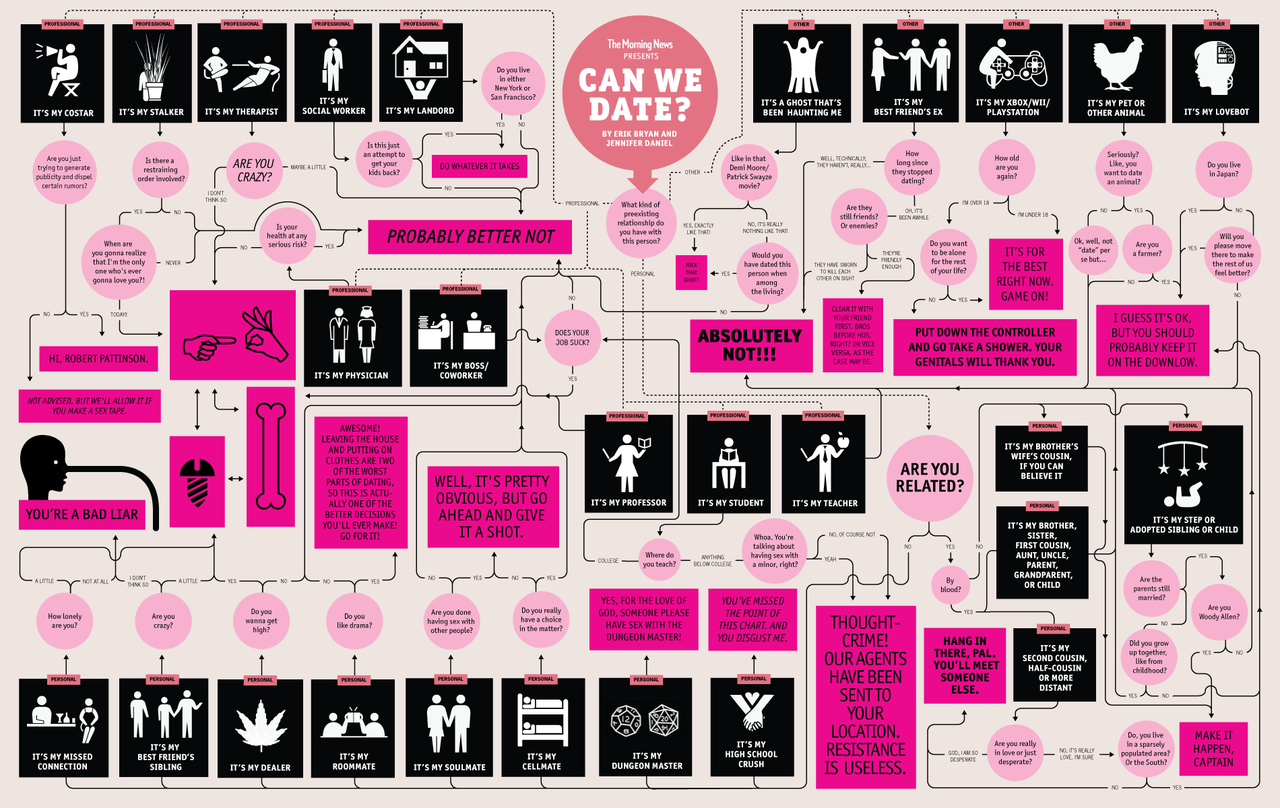 The Morning News
PRESENTS
CAN WE
DATE?
BY ERIK BRYAN AND
JENNIFER DANIEL
What kind of
preexisting
relationship do
you have with
this person?
PROFESSIONAL
OTHER
PERSONAL
PROFESSIONAL
IT'S MY COSTAR
PROFESSIONAL
IT'S MY STALKER
PROFESSIONAL
IT'S MY THERAPIST
PROFESSIONAL
IT'S MY
SOCIAL WORKER
PROFESSIONAL
IT'S MY LANDORD
Do you live
in either
New York or
San Francisco?
YES
NO
Are you just
trying to generate
publicity and dispel
certain rumors?
Is there a
restraining
order involved?
ARE YOU
CRAZY?
MAYBE A LITTLE
I DON'T
THINK SO
Is this just
an attempt to
get your
kids back?
YES
NO
DO WHATEVER IT TAKES
YES
NO
When are
you gonna realize
that I'm the only
one who's ever
gonna love you?!
NEVER
TODAY!
Is your
health at any
serious risk?
NO
YES
PROBABLY BETTER NOT
NO
YES
HI, ROBERT PATTINSON.
NOT ADVISED, BUT WE'LL ALLOW IT IF
YOU MAKE A SEX TAPE.
PROFESSIONAL
IT'S MY PHYSICIAN
PROFESSIONAL
IT'S MY BOSS/
COWORKER
NO
DOES YOUR
JOB SUCK?
YES
OTHER
IT'S A GHOST THAT'S
BEEN HAUNTING ME
OTHER
IT'S MY
BEST FRIEND'S EX
OTHER
IT'S MY XBOX/WII/
PLAYSTATION
OTHER
IT'S MY PET OR
OTHER ANIMAL
OTHER
IT'S MY LOVEBOT
Like in that
Demi Moore/
Patrick Swayze
movie?
YES, EXACTLY
LIKE THAT!
NO, IT'S REALLY
NOTHING LIKE THAT
FUCK
THAT
GHOST
YES
Would you
have dated this
person when
among
the living?
NO
WELL, TECHNICALLY,
THEY HAVEN'T, REALLY...
How long
since they
stopped
dating?
OH, IT'S
BEEN AWHILE
Are they
still friends?
Or enemies?
THEY HAVE SWORN
TO KILL EACH
OTHER ON SIGHT
THEY'RE
FRIENDLY
ENOUGH
CLEAR IT WITH
YOUR FRIEND
FIRST. BROS
BEFORE HOS,
RIGHT? OR VICE
VERSA, AS THE
CASE MAY BE.
How old
are you
again?
I'M OVER 18
I'M UNDER 18
Do you want
to be alone
for the rest
of your life?
NO
YES
IT'S FOR
THE BEST
RIGHT NOW.
GAME ON!
PUT DOWN THE CONTROLLER
AND GO TAKE A SHOWER. YOUR
GENITALS WILL THANK YOU.
ABSOLUTELY
NOT!!!
Seriously?
Like, you
want to date
an animal?
NO
YES
Ok, well, not
"date" per
se but...
Are you
a farmer?
NO
YES
Do you live
in Japan?
YES
NO
YES
Will you
please move
there to make
the rest of us
feel better?
NO
I GUESS IT'S OK,
BUT YOU SHOULD
PROBABLY KEEP IT
ON THE DOWNLOW.
YOU'RE A BAD LIAR
AWESOME!
LEAVING THE HOUSE
AND PUTTING ON
CLOTHES ARE TWO
OF THE WORST
PARTS OF DATING,
SO THIS IS ACTU-
ALLY ONE OF THE
BETTER DECISIONS
YOU'LL EVER MAKE!
GO FOR IT!
WELL, IT'S PRETTY
OBVIOUS, BUT GO
AHEAD AND GIVE
IT A SHOT.
PROFESSIONAL
IT'S MY PROFESSOR
PROFESSIONAL
IT'S MY STUDENT
PROFESSIONAL
IT'S MY TEACHER
COLLEGE
Where do
you teach?
ANYTHING
BELOW COLLEGE
Whoa. You're
talking about
having sex with
a minor, right?
NO, OF COURSE NOT
YEAH
YES, FOR THE LOVE OF
GOD, SOMEONE PLEASE
HAVE SEX WITH THE
DUNGEON MASTER!
YOU'VE MISSED
THE POINT OF
THIS CHART. AND
YOU DISGUST ME.
THOUGHT-
CRIME!
OUR AGENTS
HAVE BEEN
SENT TO
YOUR
LOCATION.
RESISTANCE
IS USELESS.
ARE YOU
RELATED?
NO
YES
By
blood?
NO
YES
PERSONAL
IT'S MY BROTHER'S
WIFE'S COUSIN,
IF YOU CAN
BELIEVE IT
PERSONAL
IT'S MY BROTHER,
SISTER,
FIRST COUSIN,
AUNT, UNCLE,
PARENT,
GRANDPARENT,
OR CHILD
PERSONAL
IT'S MY
SECOND COUSIN,
HALF-COUSIN
OR MORE
DISTANT
PERSONAL
IT'S MY STEP OR
ADOPTED SIBLING OR CHILD
Are the
parents still
married?
YES
NO
Are you
Woody Allen?
YES
NO
Did you grow
up together,
like from
childhood?
YES
NO
HANG IN
THERE, PAL.
YOU'LL MEET
SOMEONE
ELSE.
GOD, I AM SO
DESPERATE
Are you really
in love or just
desperate?
NO, IT'S REALLY
LOVE. I'M SURE
Do, you live
in a sparsely
populated area?
Or the South?
NO
YES
MAKE IT
HAPPEN,
CAPTAIN
A LITTLE
NOT AT ALL
I DON'T
THINK SO
A LITTLE
YES
NO
NO
YES
NO
YES
NO
YES
How lonely
are you?
Are you
crazy?
Do you
wanna get
high?
Do you
like drama?
Are you done
having sex with
other people?
Do you really
have a choice
in the matter?
PERSONAL
IT'S MY MISSED
CONNECTION
PERSONAL
IT'S MY
BEST FRIEND'S
SIBLING
PERSONAL
IT'S MY DEALER
PERSONAL
IT'S MY
ROOMMATE
PERSONAL
IT'S MY SOULMATE
PERSONAL
IT'S MY
CELLMATE
PERSONAL
12
20
IT'S MY
DUNGEON MASTER
PERSONAL
IT'S MY
HIGH SCHOOL
CRUSH